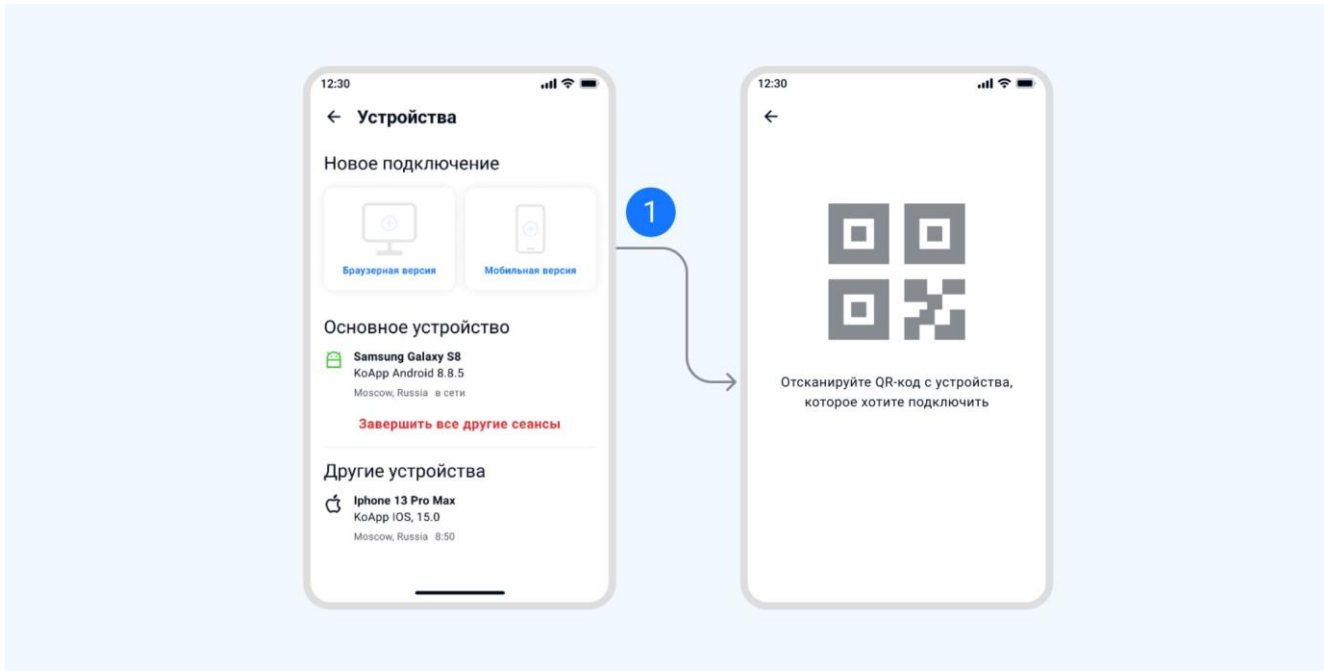 12:30
Устройства
Новое подключение
Браузерная версия
Мобильная версия
Основное устройство
Samsung Galaxy S8
KoApp Android 8.8.5
Moscow, Russia в сети
Завершить все другие сеансы
Другие устройства
Iphone 13 Pro Max
KoApp IOS, 15.0
Moscow, Russia 8:50
1
12:30
Отсканируйте QR-код с устройства,
которое хотите подключить